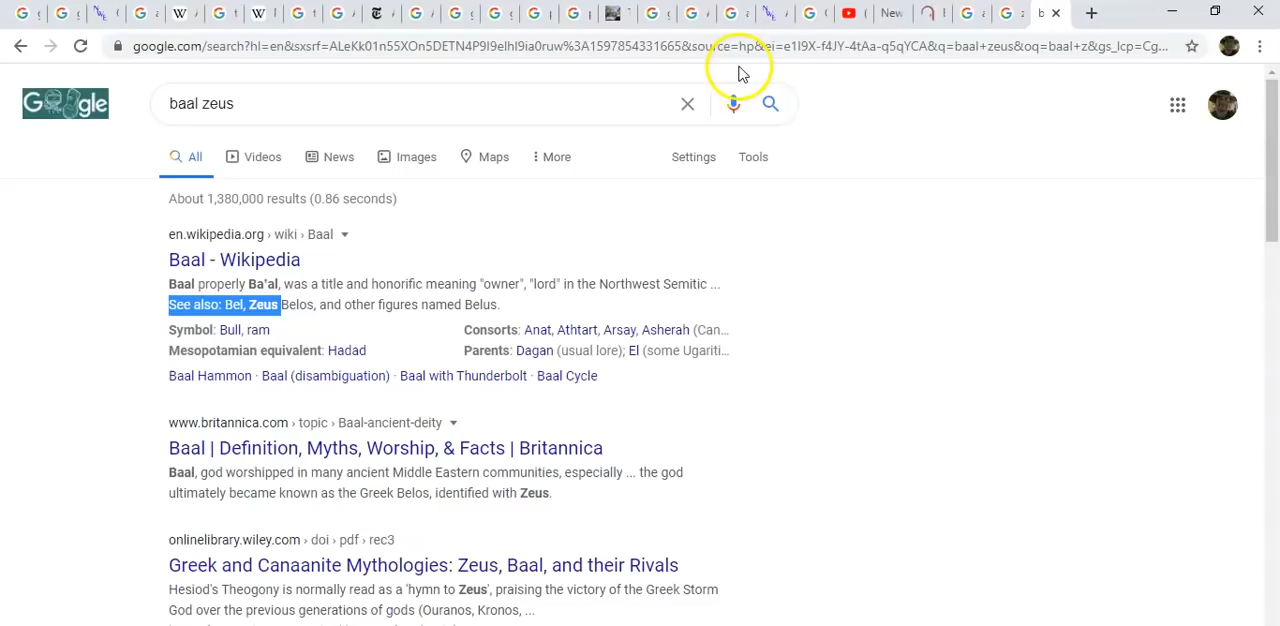 google.com/search?hl=en&sxsrf=ALeKk01n55XOn5DETN4P9I9eIhI9ia0ruw%3A1597854331665&source=hp&ei=e1I9X-f4JY-4tAa-q5qYCA&q=baal+zeus&oq=baal+z&gs_lcp=Cg...
New
Google
baal zeus
All
Videos
News
Images
Maps
More
Settings
Tools
About 1,380,000 results (0.86 seconds)
en.wikipedia.org › wiki › Baal
Baal - Wikipedia
Baal properly Baʿal, was a title and honorific meaning "owner", "lord" in the Northwest Semitic ...
See also: Bel, Zeus Belos, and other figures named Belus.
Symbol: Bull, ram
Consorts: Anat, Athtart, Arsay, Asherah (Can...
Mesopotamian equivalent: Hadad
Parents: Dagan (usual lore); El (some Ugariti...
Baal Hammon · Baal (disambiguation) · Baal with Thunderbolt · Baal Cycle
www.britannica.com › topic › Baal-ancient-deity
Baal | Definition, Myths, Worship, & Facts | Britannica
Baal, god worshipped in many ancient Middle Eastern communities, especially ... the god
ultimately became known as the Greek Belos, identified with Zeus.
onlinelibrary.wiley.com › doi › pdf › rec3
Greek and Canaanite Mythologies: Zeus, Baal, and their Rivals
Hesiod's Theogony is normally read as a 'hymn to Zeus', praising the victory of the Greek Storm
God over the previous generations of gods (Ouranos, Kronos, ...